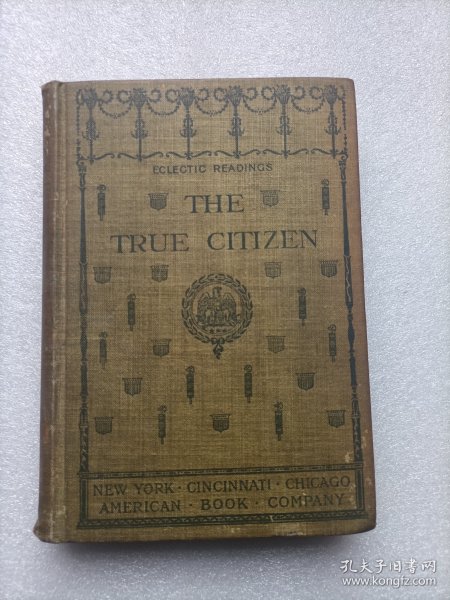 ECLECTIC READINGS
THE
TRUE CITIZEN
NEW YORK · CINCINNATI · CHICAGO
AMERICAN · BOOK · COMPANY
孔夫子旧书网
www.kongfz.com